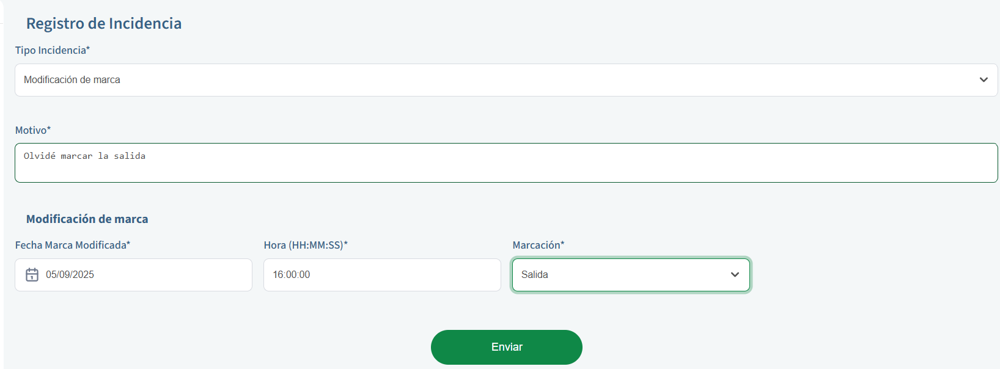 Registro de Incidencia
Tipo Incidencia*
Modificación de marca
Motivo*
Olvidé marcar la salida
Modificación de marca
Fecha Marca Modificada* Hora (HH:MM:SS)* Marcación*
05/09/2025 16:00:00 Salida
Enviar